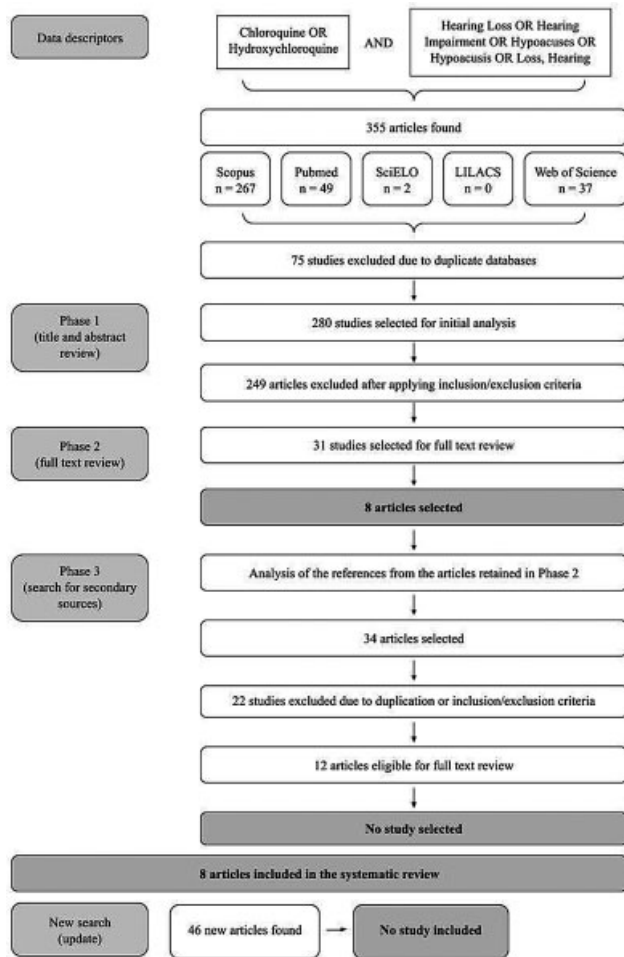 Data descriptors
Chloroquine OR
Hydroxychloroquine
AND
Hearing Loss OR Hearing
Impairment OR Hypoacuses OR
Hypoacusis OR Loss, Hearing
355 articles found
Scopus
n = 267
Pubmed
n = 49
SciELO
n = 2
LILACS
n = 0
Web of Science
n = 37
75 studies excluded due to duplicate databases
Phase 1
(title and abstract
review)
280 studies selected for initial analysis
249 articles excluded after applying inclusion/exclusion criteria
Phase 2
(full text review)
31 studies selected for full text review
8 articles selected
Phase 3
(search for secondary
sources)
Analysis of the references from the articles retained in Phase 2
34 articles selected
22 studies excluded due to duplication or inclusion/exclusion criteria
12 articles eligible for full text review
No study selected
8 articles included in the systematic review
New search
(update)
46 new articles found
No study included